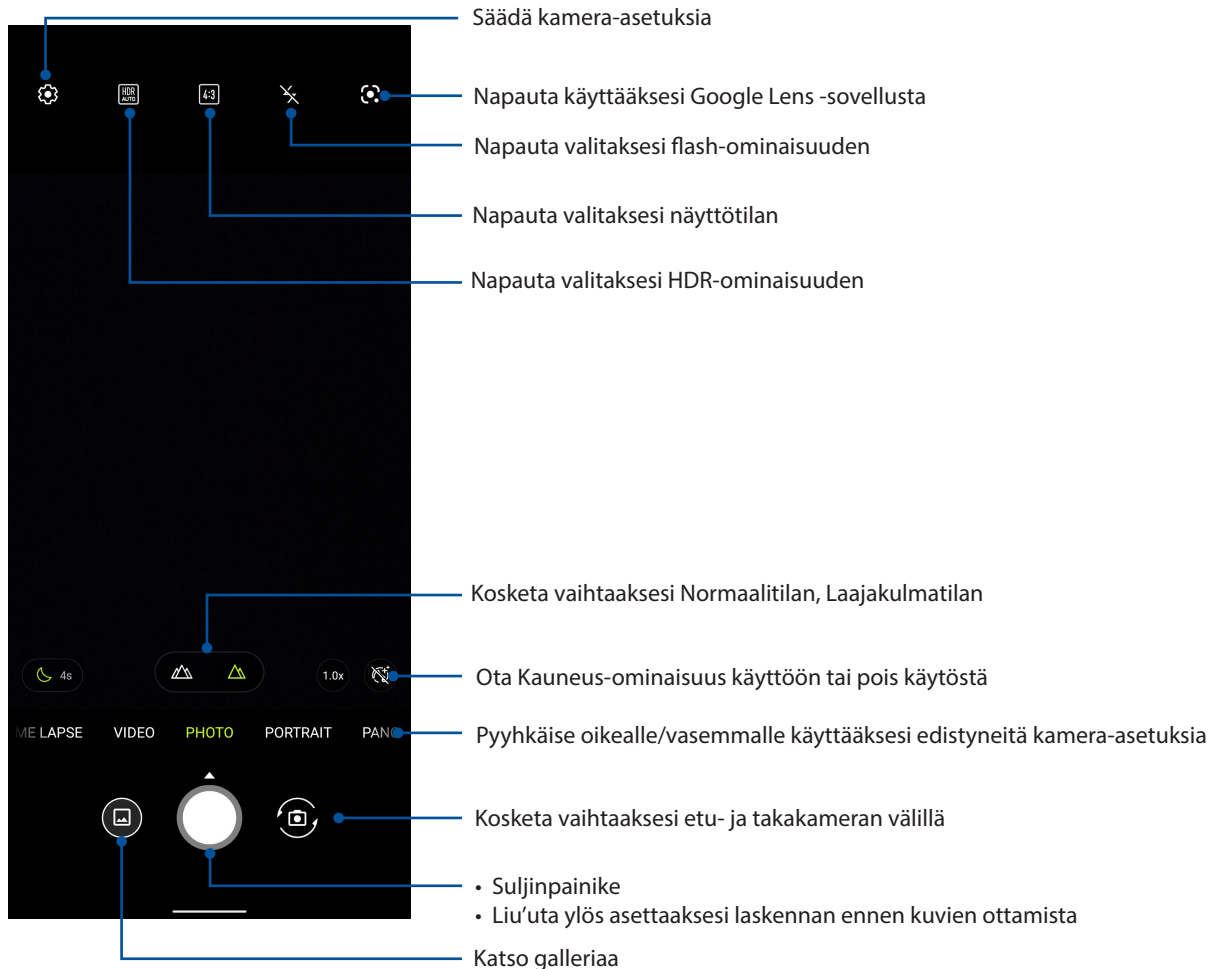 Säädä kamera-asetuksia
HDR
AUTO
4:3
Napauta käyttääksesi Google Lens -sovellusta
Napauta valitaksesi flash-ominaisuuden
Napauta valitaksesi näyttötilan
Napauta valitaksesi HDR-ominaisuuden
Kosketa vaihtaaksesi Normaalitilan, Laajakulmatilan
4s
1.0x
Ota Kauneus-ominaisuus käyttöön tai pois käytöstä
ME LAPSE VIDEO PHOTO PORTRAIT PANO
Pyyhkäise oikealle/vasemmalle käyttääksesi edistyneitä kamera-asetuksia
Kosketa vaihtaaksesi etu- ja takakameran välillä
• Suljinpainike
• Liu’uta ylös asettaaksesi laskennan ennen kuvien ottamista
Katso galleriaa